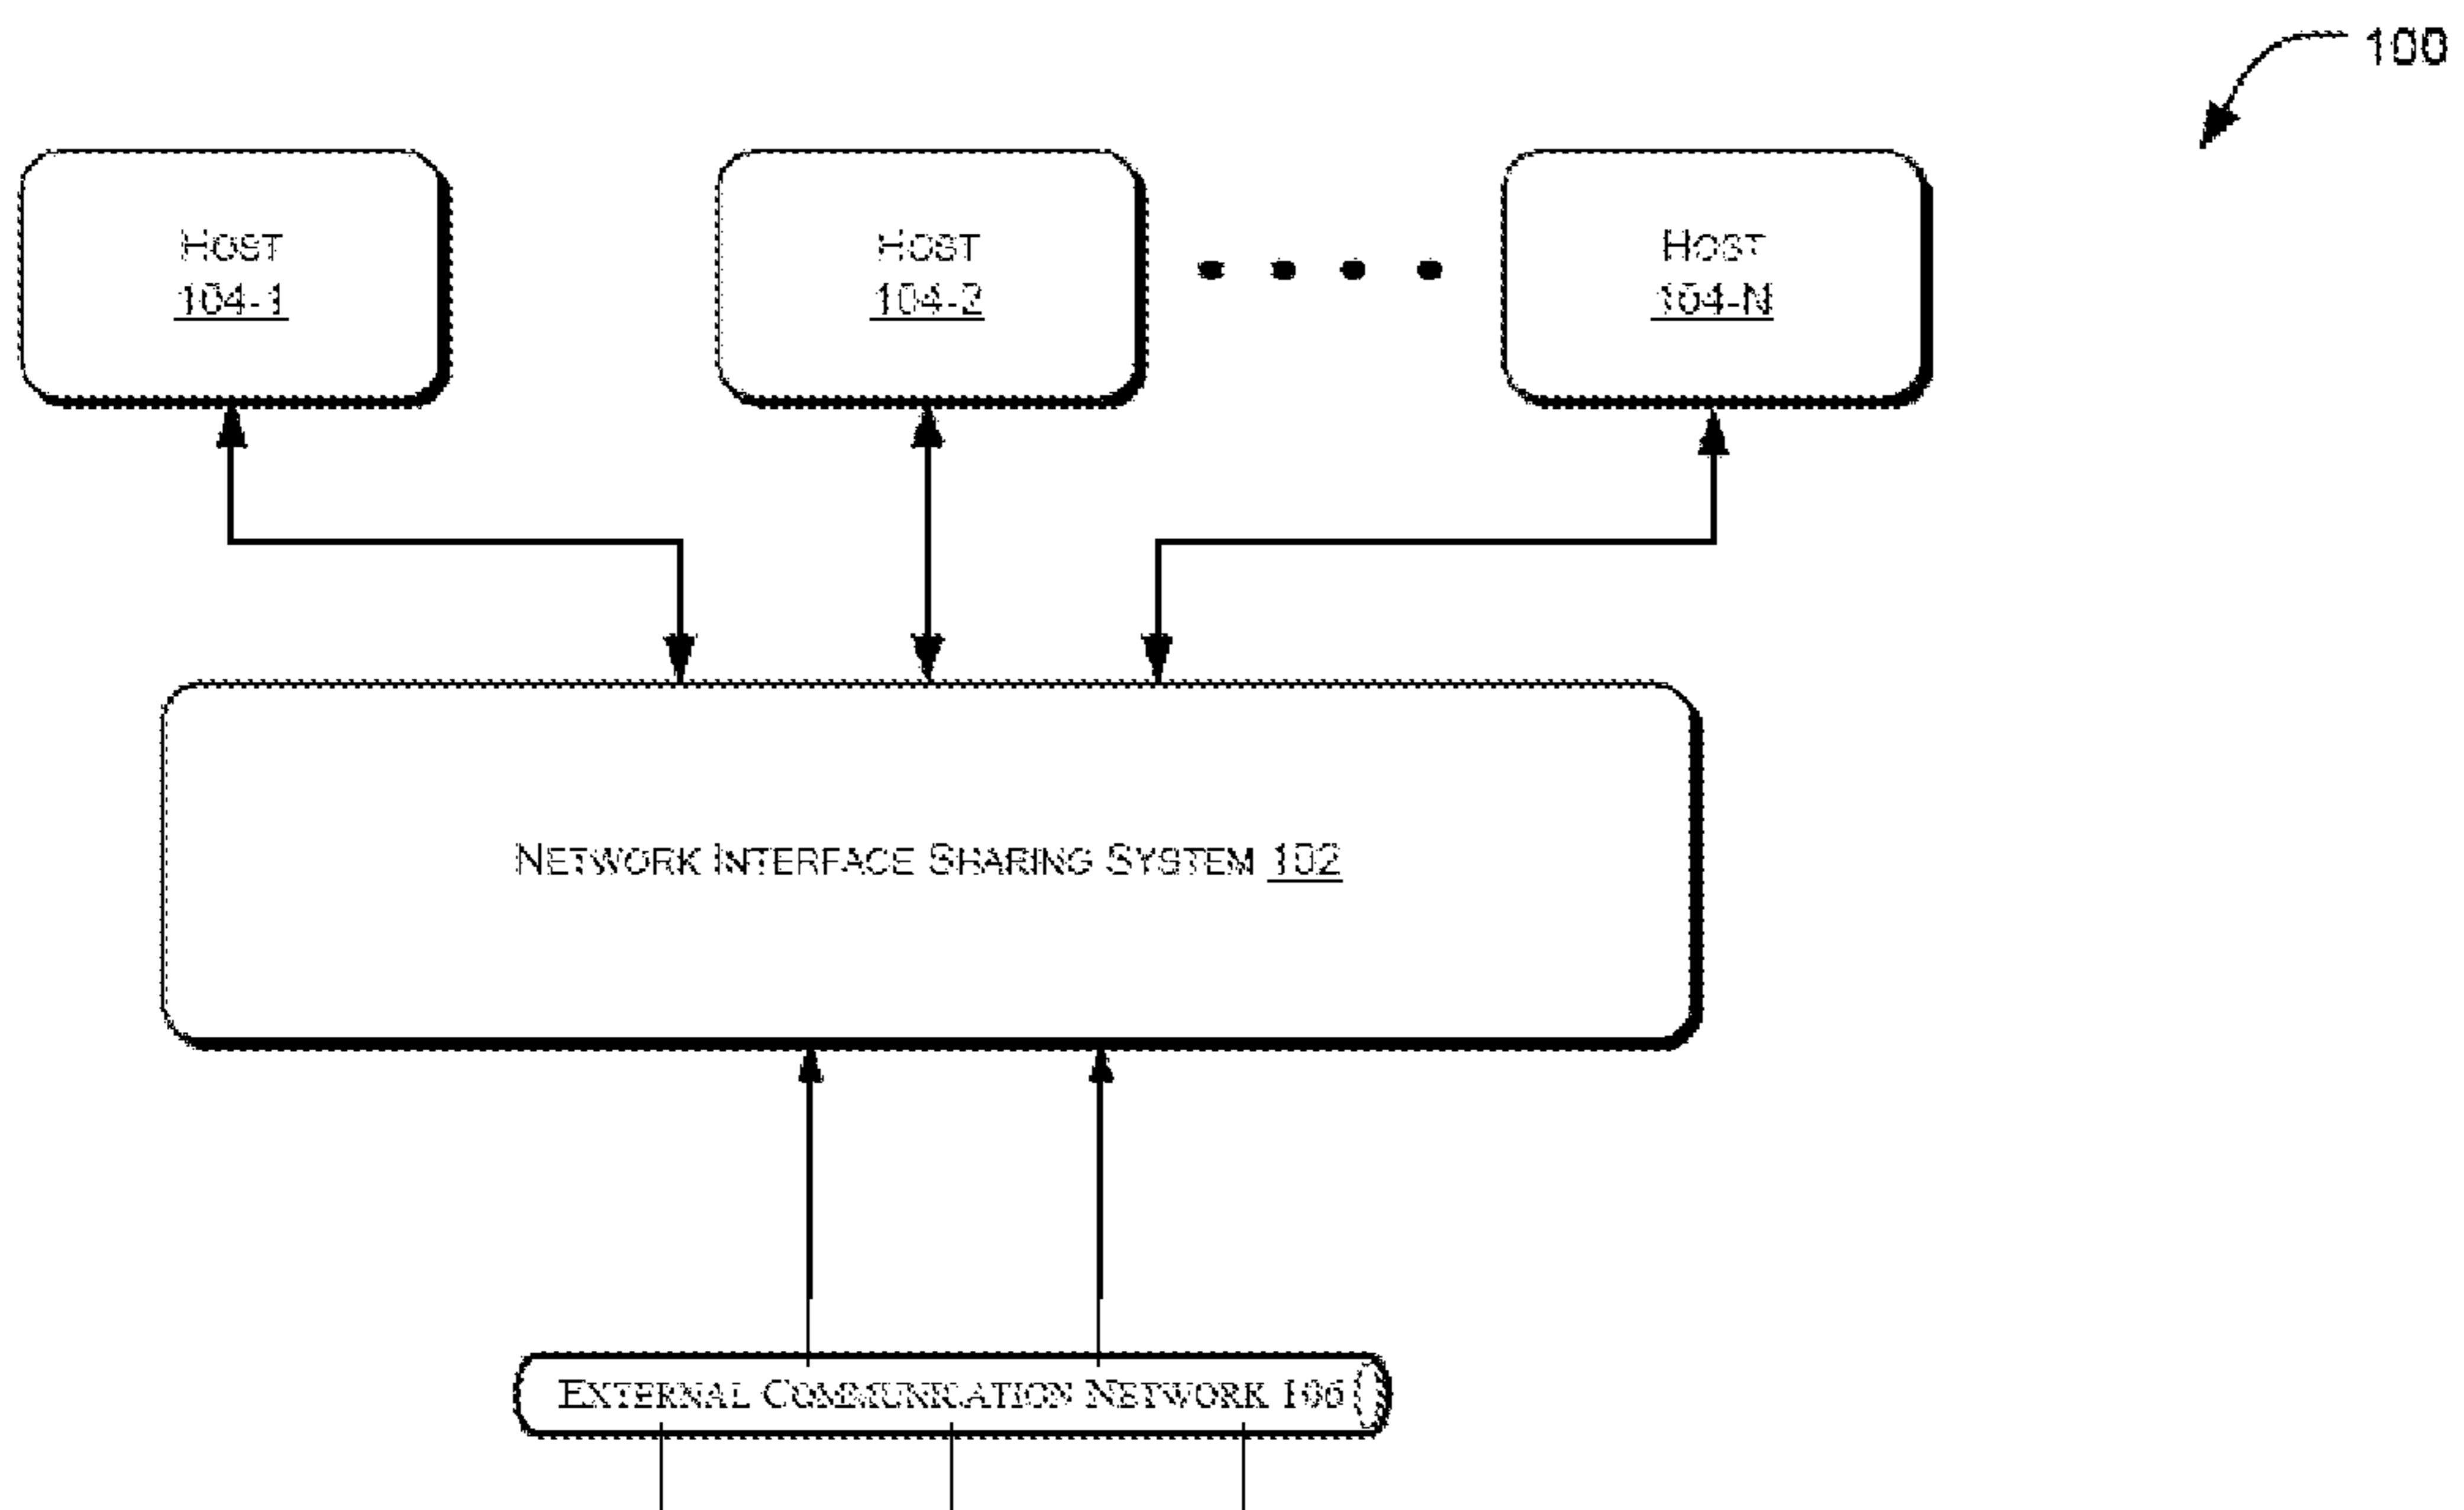 100
HOST
104-1
HOST
104-2
HOST
104-N
NETWORK INTERFACE SHARING SYSTEM 102
EXTERNAL COMMUNICATION NETWORK 106